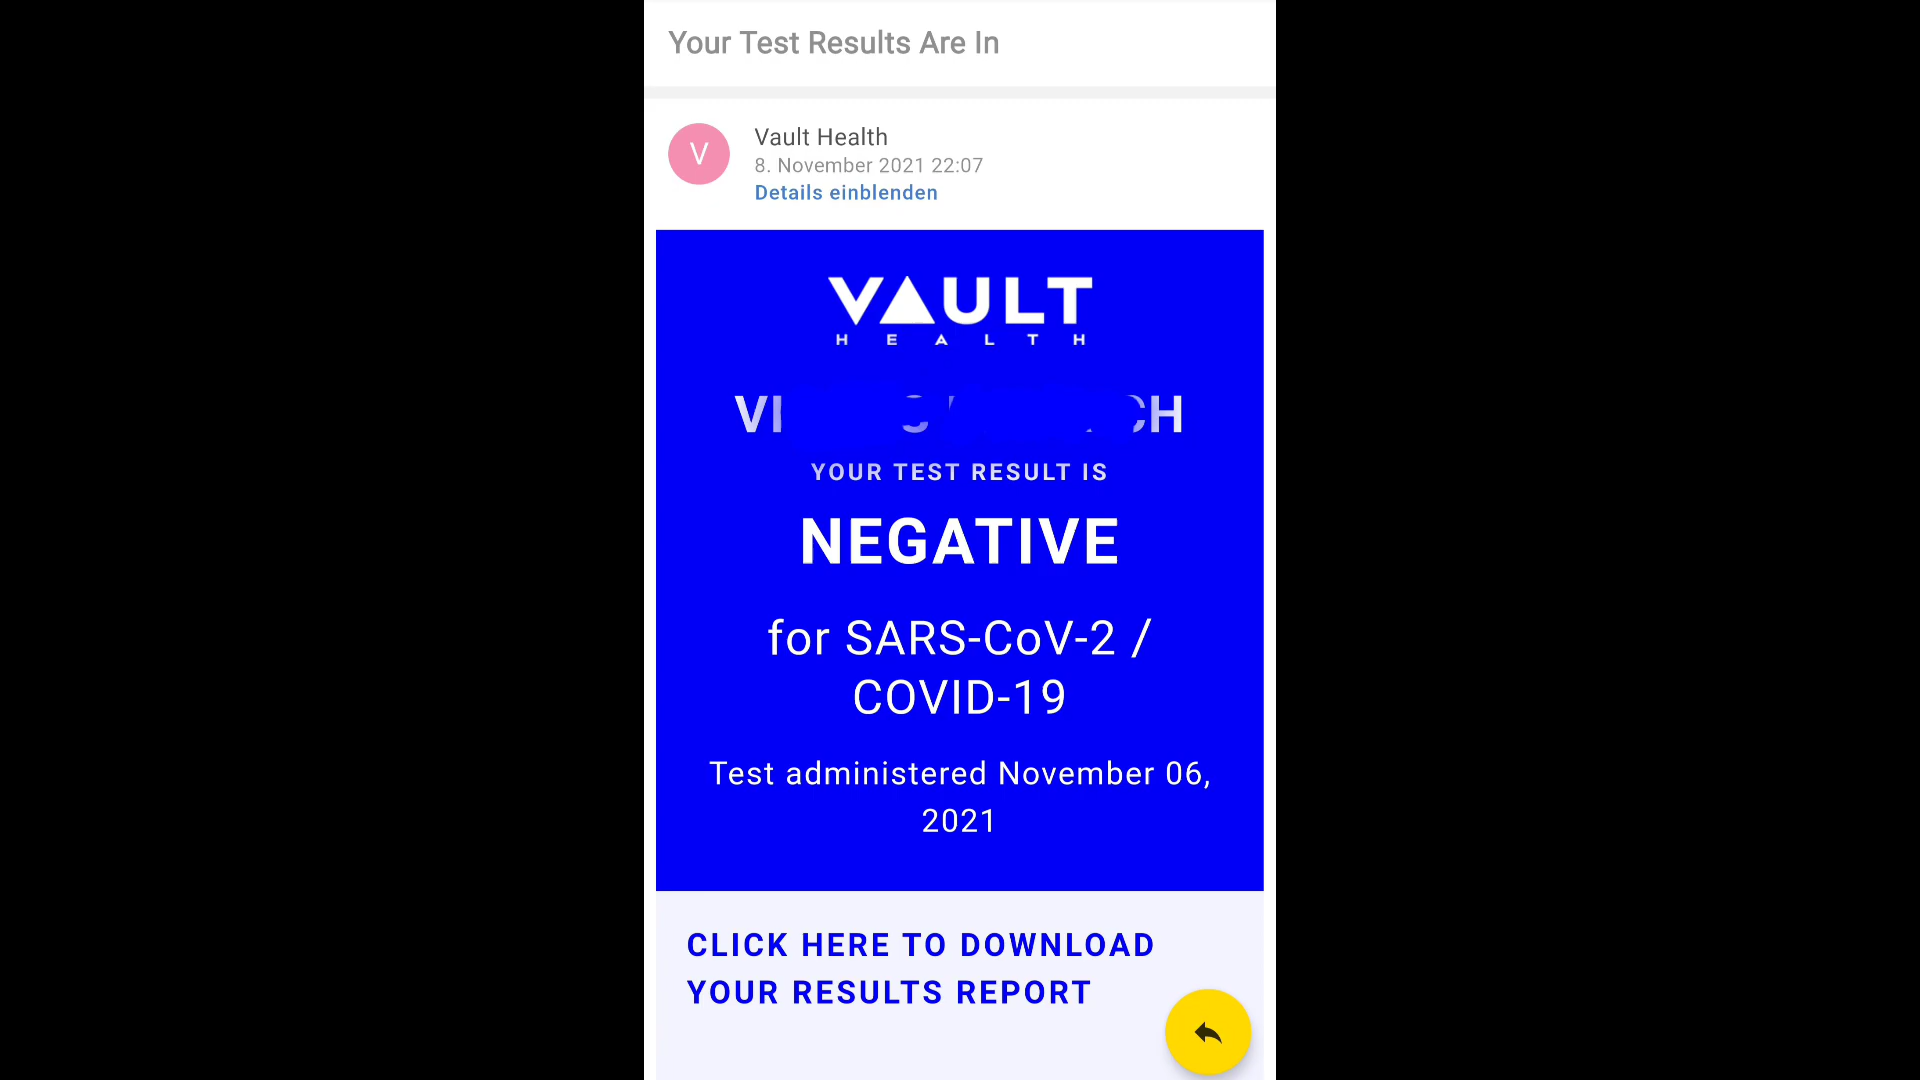 Your Test Results Are In
V
Vault Health
8. November 2021 22:07
Details einblenden
VAULT
HEALTH
YOUR TEST RESULT IS
NEGATIVE
for SARS-CoV-2 /
COVID-19
Test administered November 06,
2021
CLICK HERE TO DOWNLOAD
YOUR RESULTS REPORT